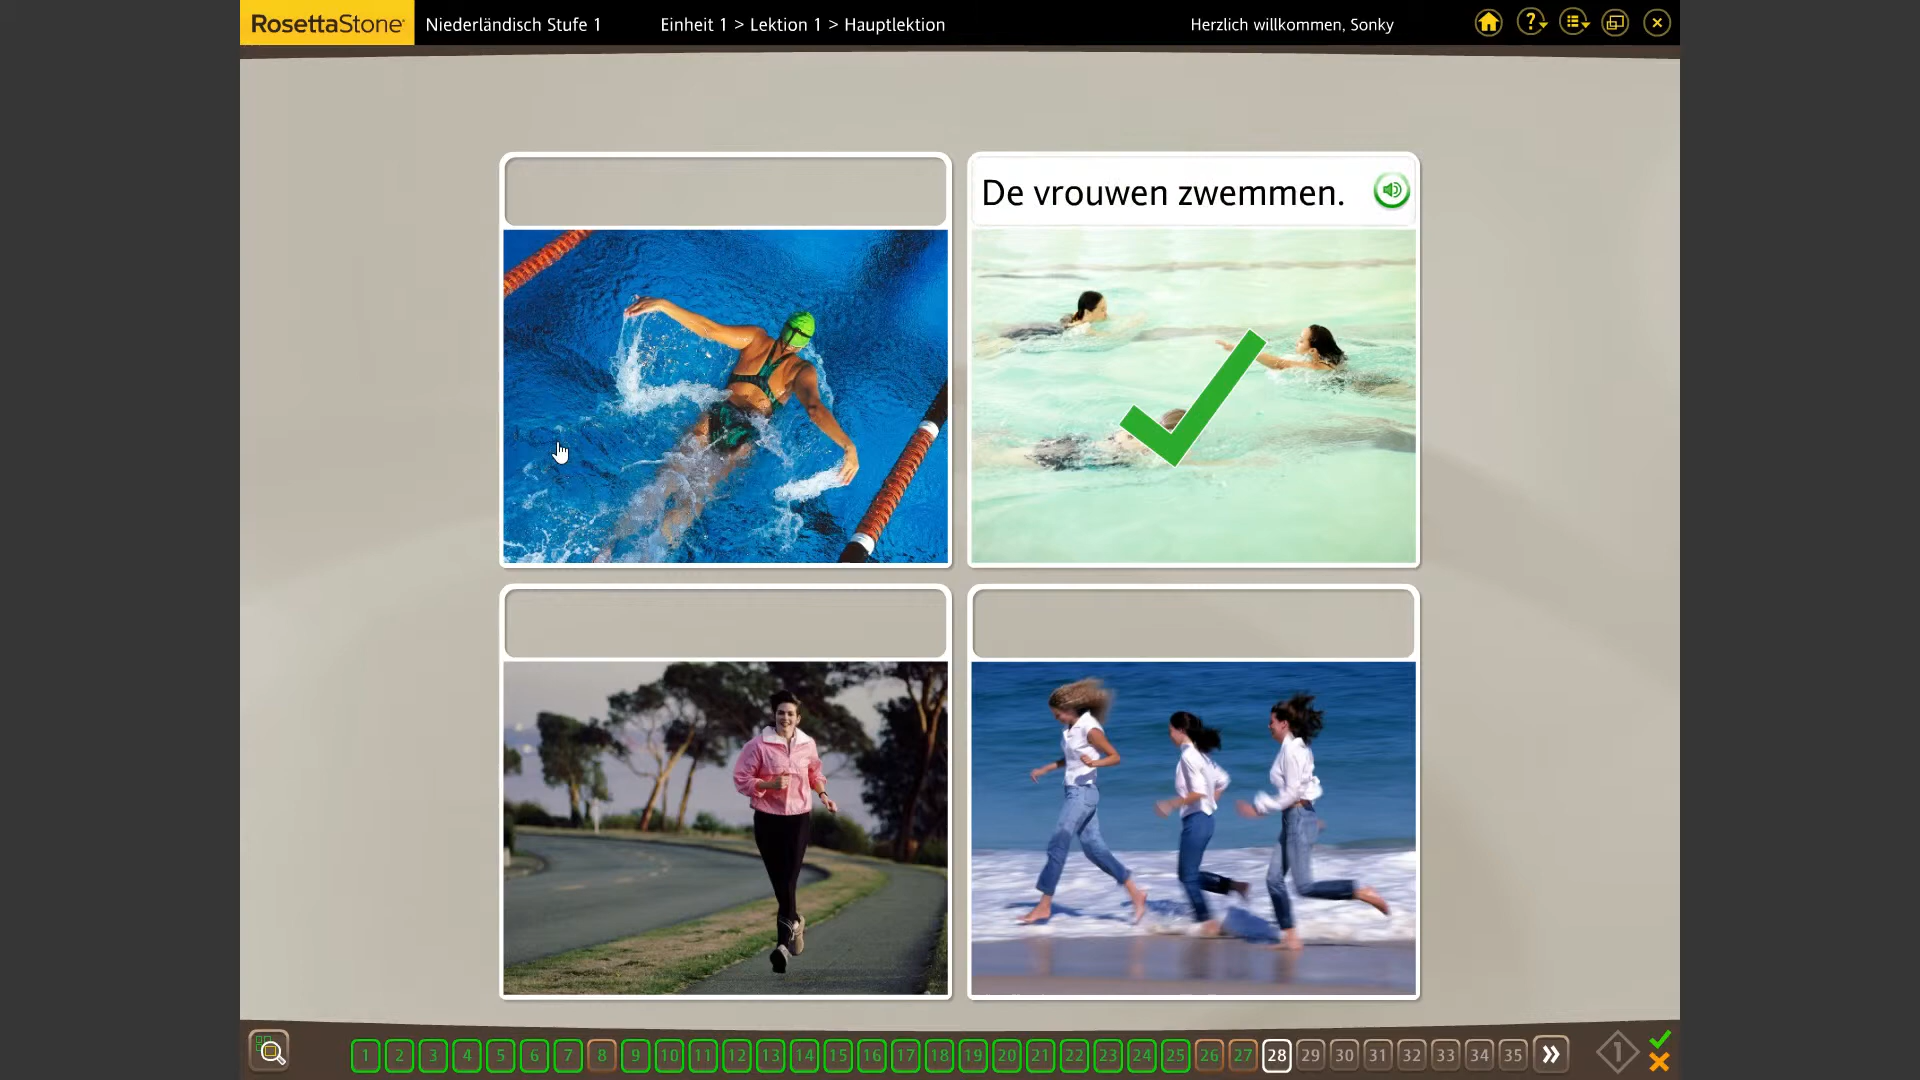 RosettaStone Niederländisch Stufe 1 Einheit 1 > Lektion 1 > Hauptlektion Herzlich willkommen, Sonky ?
De vrouwen zwemmen.
1 2 3 4 5 6 7 8 9 10 11 12 13 14 15 16 17 18 19 20 21 22 23 24 25 26 27 28 29 30 31 32 33 34 35 » 1